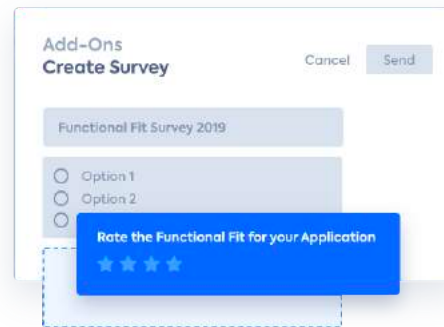 Add-Ons
Create Survey
Cancel
Send
Functional Fit Survey 2019
Option 1
Option 2
Rate the Functional Fit for your Application